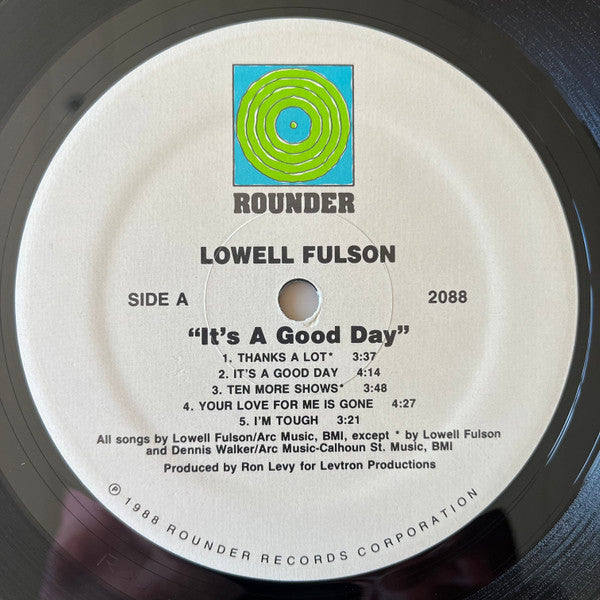 ROUNDER
LOWELL FULSON
SIDE A 2088
“It's A Good Day”
1. THANKS A LOT* 3:37
2. IT'S A GOOD DAY 4:14
3. TEN MORE SHOWS* 3:48
4. YOUR LOVE FOR ME IS GONE 4:27
5. I'M TOUGH 3:21
All songs by Lowell Fulson/Arc Music, BMI, except * by Lowell Fulson
and Dennis Walker/Arc Music-Calhoun St. Music, BMI
Produced by Ron Levy for Levtron Productions
℗ 1988 ROUNDER RECORDS CORPORATION